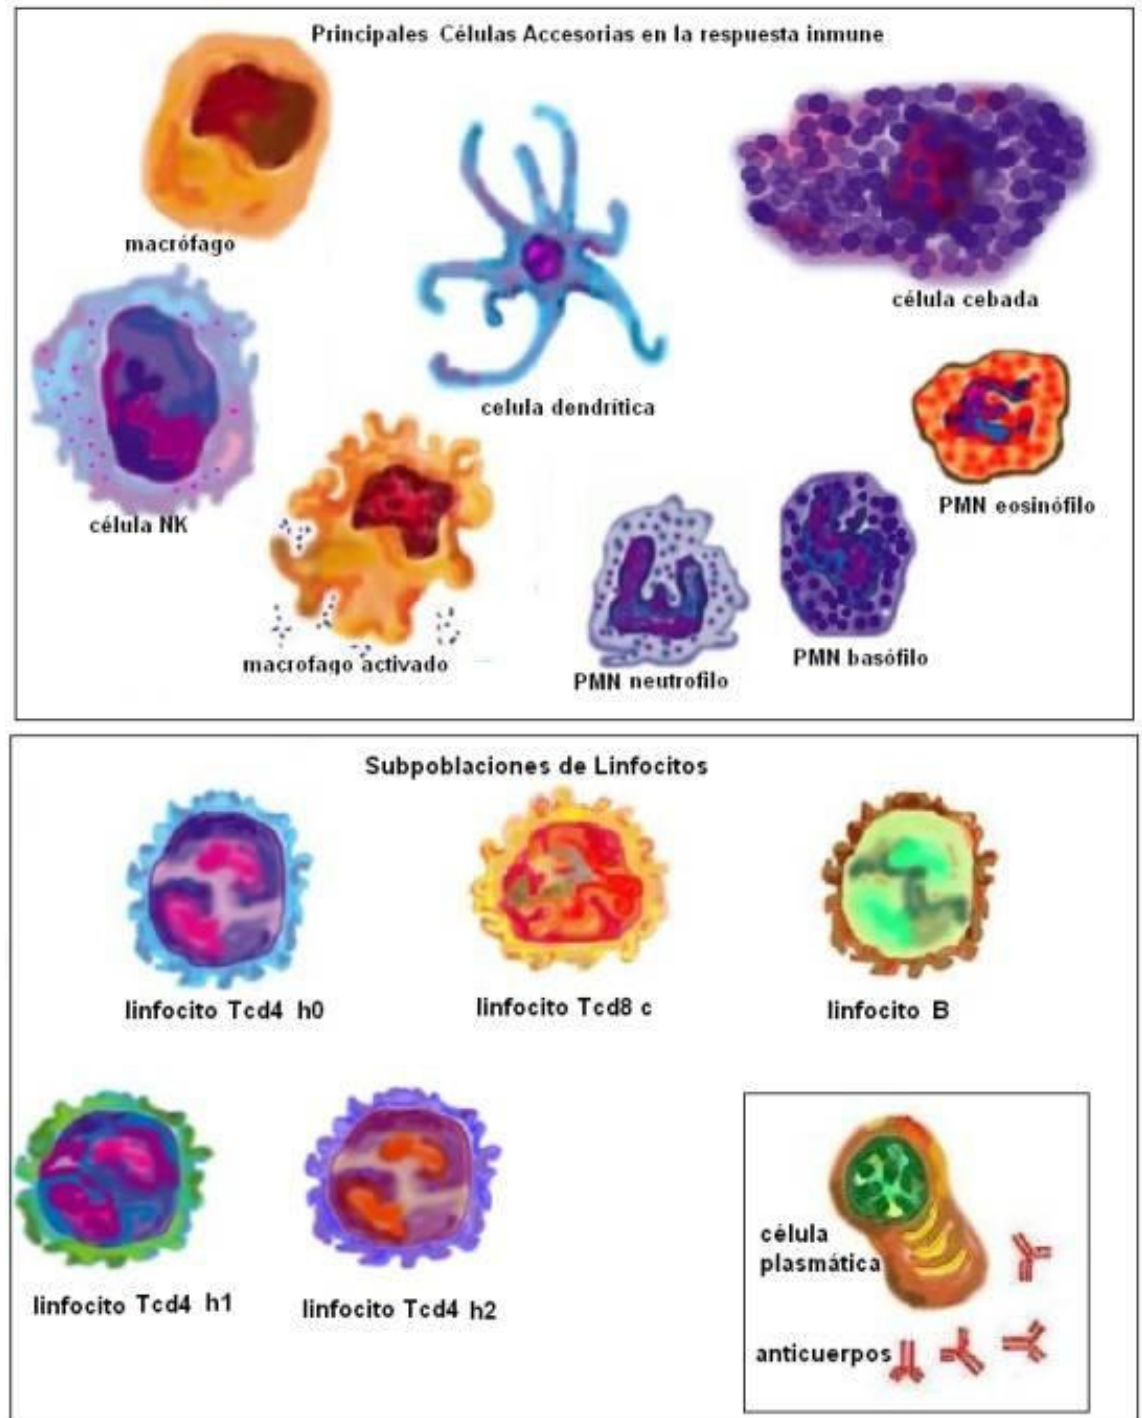 Principales Células Accesorias en la respuesta inmune
macrófago
célula cebada
celula dendrítica
célula NK
PMN eosinófilo
macrofago activado
PMN neutrofilo
PMN basófilo
Subpoblaciones de Linfocitos
linfocito Tcd4 h0
linfocito Tcd8 c
linfocito B
linfocito Tcd4 h1
linfocito Tcd4 h2
célula
plasmática
anticuerpos